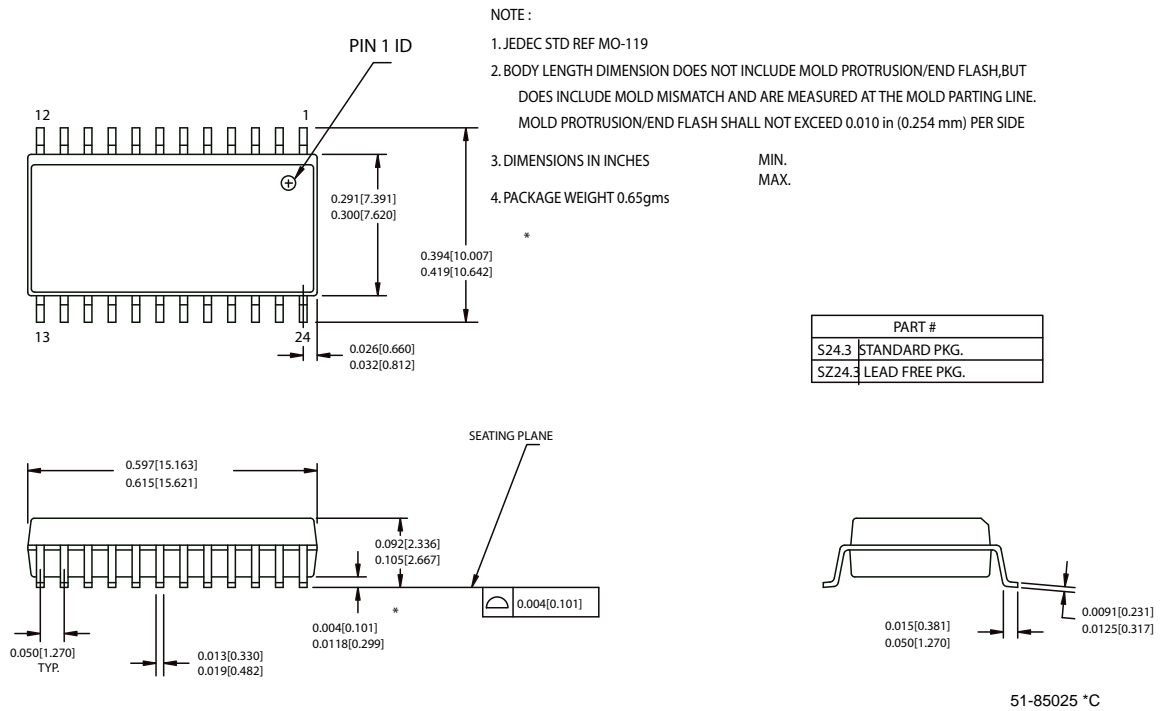 NOTE :
1. JEDEC STD REF MO-119
2. BODY LENGTH DIMENSION DOES NOT INCLUDE MOLD PROTRUSION/END FLASH,BUT
DOES INCLUDE MOLD MISMATCH AND ARE MEASURED AT THE MOLD PARTING LINE.
MOLD PROTRUSION/END FLASH SHALL NOT EXCEED 0.010 in (0.254 mm) PER SIDE
3. DIMENSIONS IN INCHES MIN.
MAX.
4. PACKAGE WEIGHT 0.65gms
*
PIN 1 ID
12 1
0.291[7.391]
0.300[7.620]
*
0.394[10.007]
0.419[10.642]
13 24
0.026[0.660]
0.032[0.812]
PART #
S24.3 STANDARD PKG.
SZ24.3 LEAD FREE PKG.
SEATING PLANE
0.597[15.163]
0.615[15.621]
0.092[2.336]
0.105[2.667]
0.004[0.101]
*
0.004[0.101]
0.0118[0.299]
0.050[1.270]
TYP.
0.013[0.330]
0.019[0.482]
0.015[0.381]
0.050[1.270]
0.0091[0.231]
0.0125[0.317]
51-85025 *C